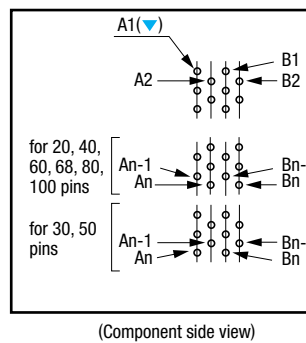 A1(▼)
B1
A2
B2
for 20, 40,
60, 68, 80,
100 pins
An-1
Bn-
An
Bn
for 30, 50
pins
An-1
Bn-
An
Bn
(Component side view)